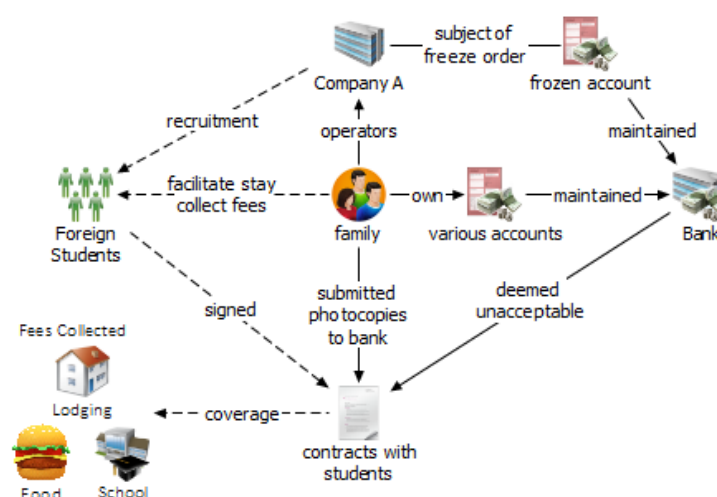 subject of
freeze order
Company A
frozen account
recruitment
operators
maintained
facilitate stay
collect fees
own
maintained
Foreign
Students
family
various accounts
Bank
submitted
photocopies
to bank
deemed
unacceptable
signed
Fees Collected
Lodging
coverage
contracts with
students
Food
School